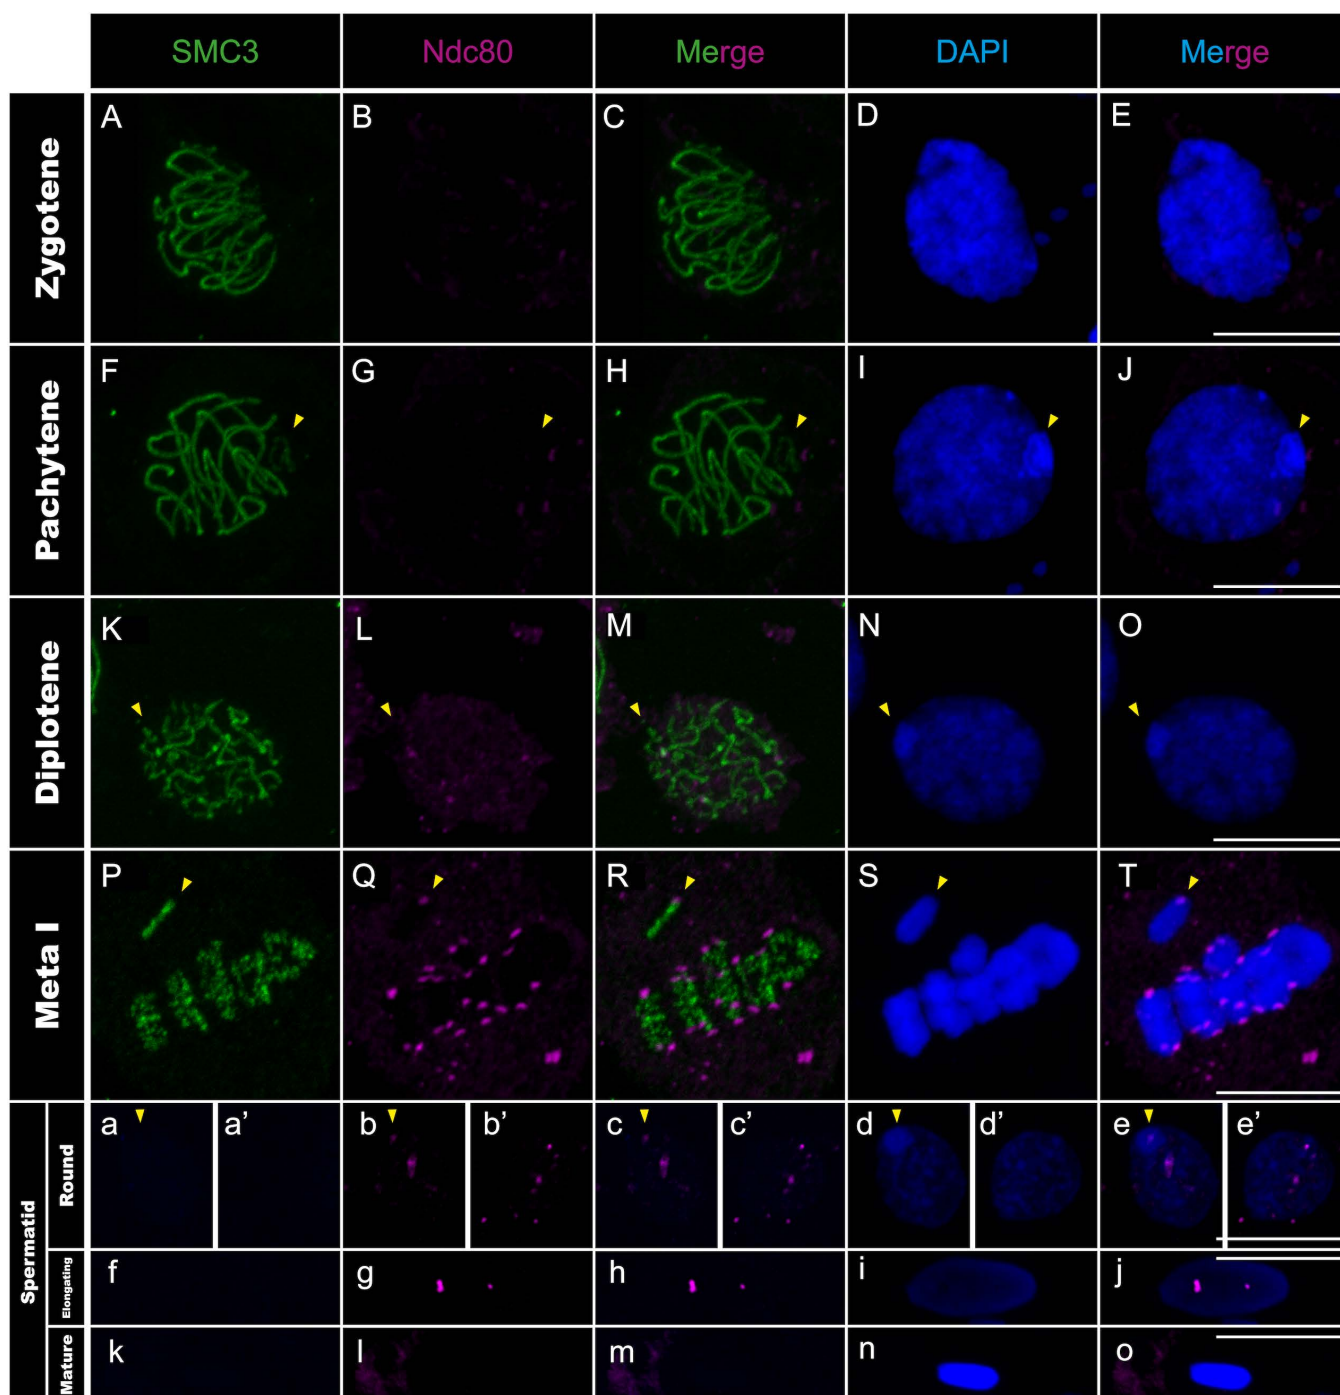 SMC3 Ndc80 Merge DAPI Merge
Zygotene
A B C D E
Pachytene
F G H I J
Diplotene
K L M N O
Meta I
P Q R S T
Spermatid
Round
a a’ b b’ c c’ d d’ e e’
Elongating
f g h i j
Mature
k l m n o